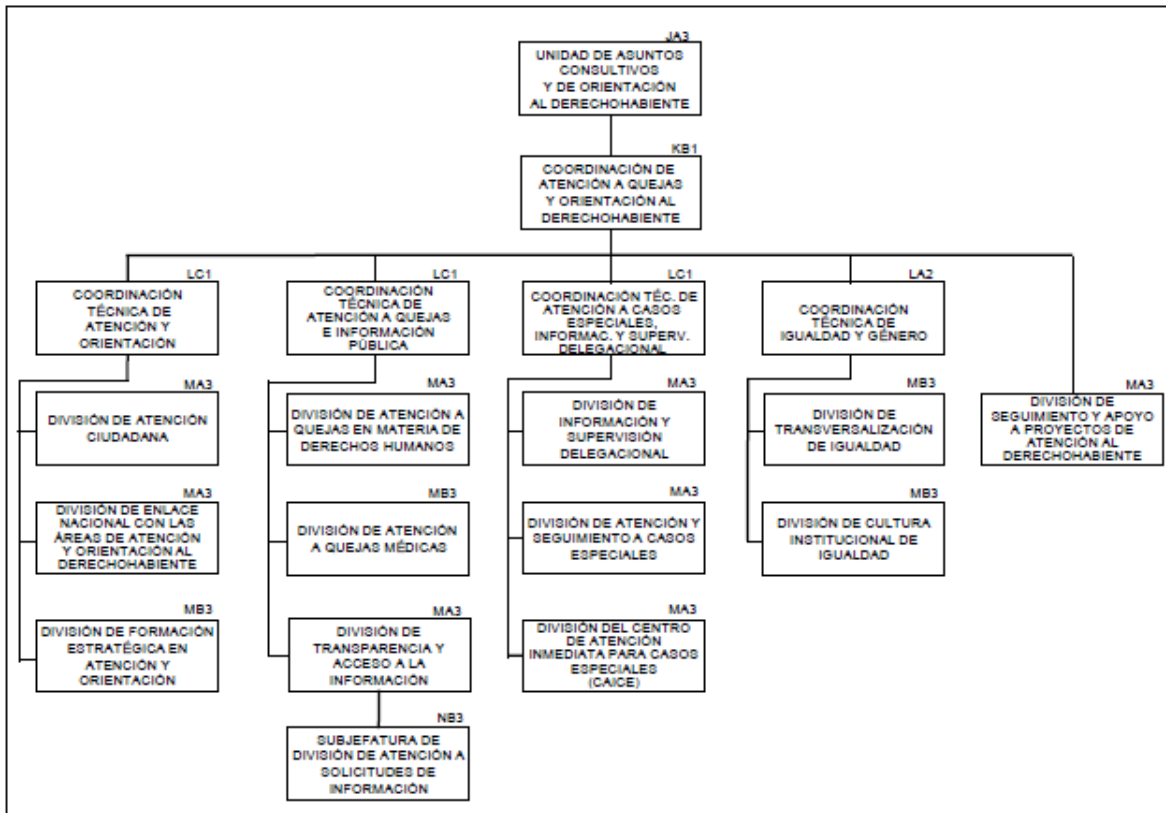 JA3
UNIDAD DE ASUNTOS
CONSULTIVOS
Y DE ORIENTACIÓN
AL DERECHOHABIENTE
KB1
COORDINACIÓN DE
ATENCIÓN A QUEJAS
Y ORIENTACIÓN AL
DERECHOHABIENTE
LC1
COORDINACIÓN
TÉCNICA DE
ATENCIÓN Y
ORIENTACIÓN
MA3
DIVISIÓN DE ATENCIÓN
CIUDADANA
MA3
DIVISIÓN DE ENLACE
NACIONAL CON LAS
ÁREAS DE ATENCIÓN
Y ORIENTACIÓN AL
DERECHOHABIENTE
MB3
DIVISIÓN DE FORMACIÓN
ESTRATÉGICA EN
ATENCIÓN Y
ORIENTACIÓN
LC1
COORDINACIÓN
TÉCNICA DE
ATENCIÓN A QUEJAS
E INFORMACIÓN
PÚBLICA
MA3
DIVISIÓN DE ATENCIÓN A
QUEJAS EN MATERIA DE
DERECHOS HUMANOS
MB3
DIVISIÓN DE ATENCIÓN
A QUEJAS MÉDICAS
MA3
DIVISIÓN DE
TRANSPARENCIA Y
ACCESO A LA
INFORMACIÓN
NB3
SUBJEFATURA DE
DIVISIÓN DE ATENCIÓN A
SOLICITUDES DE
INFORMACIÓN
LC1
COORDINACIÓN TÉC. DE
ATENCIÓN A CASOS
ESPECIALES,
INFORMAC. Y SUPERV.
DELEGACIONAL
MA3
DIVISIÓN DE
INFORMACIÓN Y
SUPERVISIÓN
DELEGACIONAL
MA3
DIVISIÓN DE ATENCIÓN Y
SEGUIMIENTO A CASOS
ESPECIALES
MA3
DIVISIÓN DEL CENTRO
DE ATENCIÓN
INMEDIATA PARA CASOS
ESPECIALES
(CAICE)
LA2
COORDINACIÓN
TÉCNICA DE
IGUALDAD Y GÉNERO
MB3
DIVISIÓN DE
TRANSVERSALIZACIÓN
DE IGUALDAD
MB3
DIVISIÓN DE CULTURA
INSTITUCIONAL DE
IGUALDAD
MA3
DIVISIÓN DE
SEGUIMIENTO Y APOYO
A PROYECTOS DE
ATENCIÓN AL
DERECHOHABIENTE